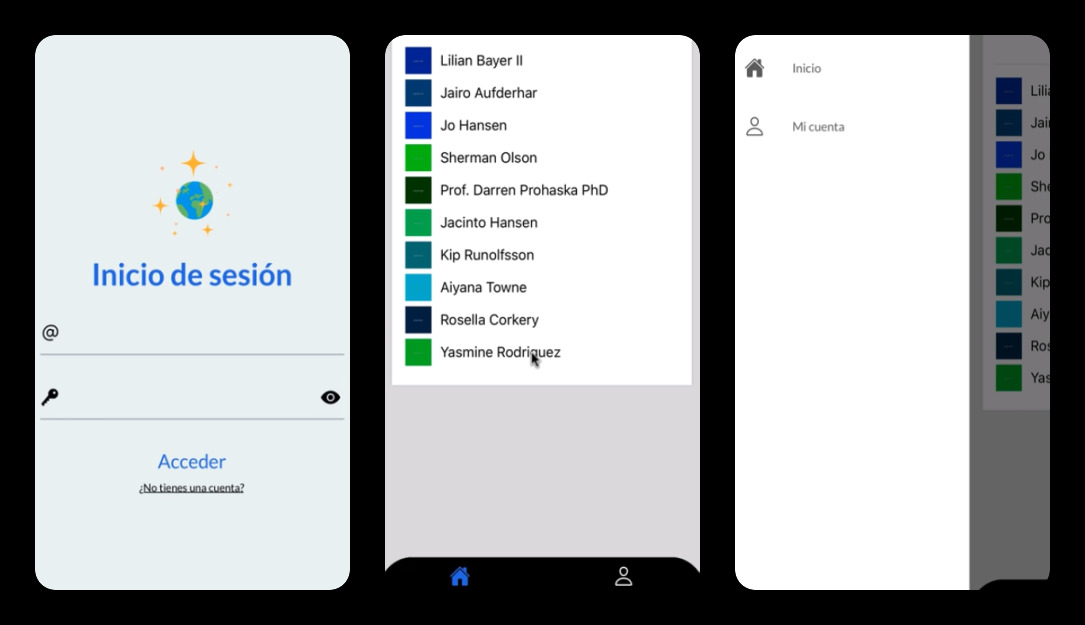 Inicio de sesión
@
Acceder
¿No tienes una cuenta?
Lilian Bayer II
Jairo Aufderhar
Jo Hansen
Sherman Olson
Prof. Darren Prohaska PhD
Jacinto Hansen
Kip Runolfsson
Aiyana Towne
Rosella Corkery
Yasmine Rodriguez
Inicio
Mi cuenta
Lilia
Jair
Jo
She
Pro
Jac
Kip
Aiy
Ros
Yas